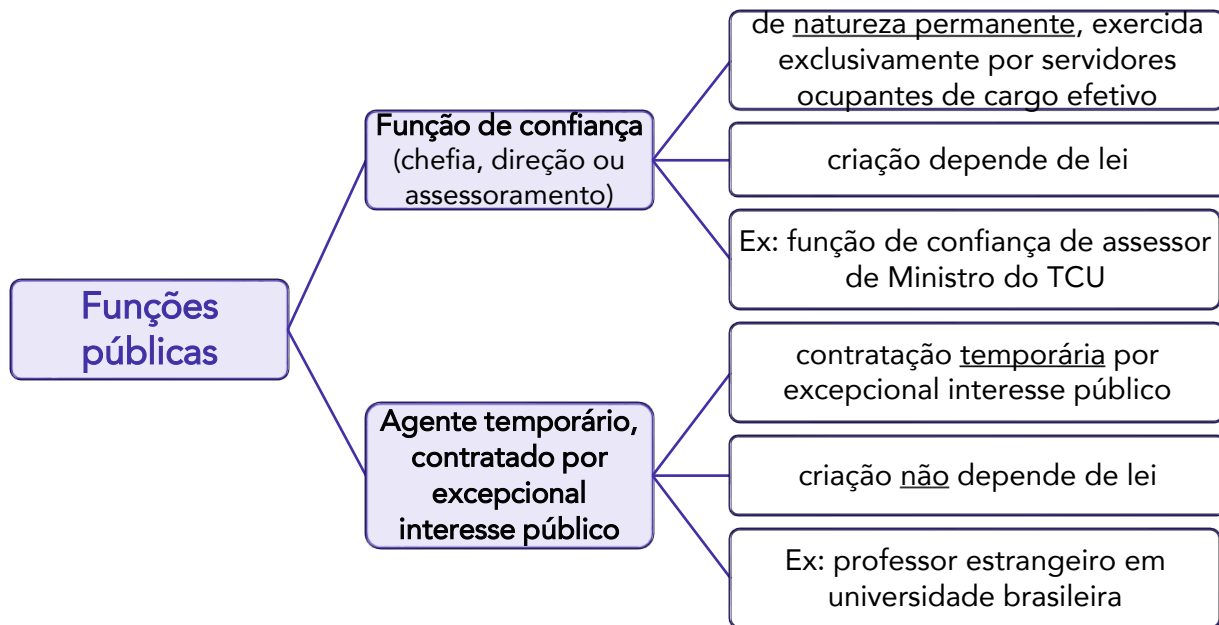 Funções
públicas
Função de confiança
(chefia, direção ou
assessoramento)
de natureza permanente, exercida
exclusivamente por servidores
ocupantes de cargo efetivo
criação depende de lei
Ex: função de confiança de assessor
de Ministro do TCU
Agente temporário,
contratado por
excepcional
interesse público
contratação temporária por
excepcional interesse público
criação não depende de lei
Ex: professor estrangeiro em
universidade brasileira